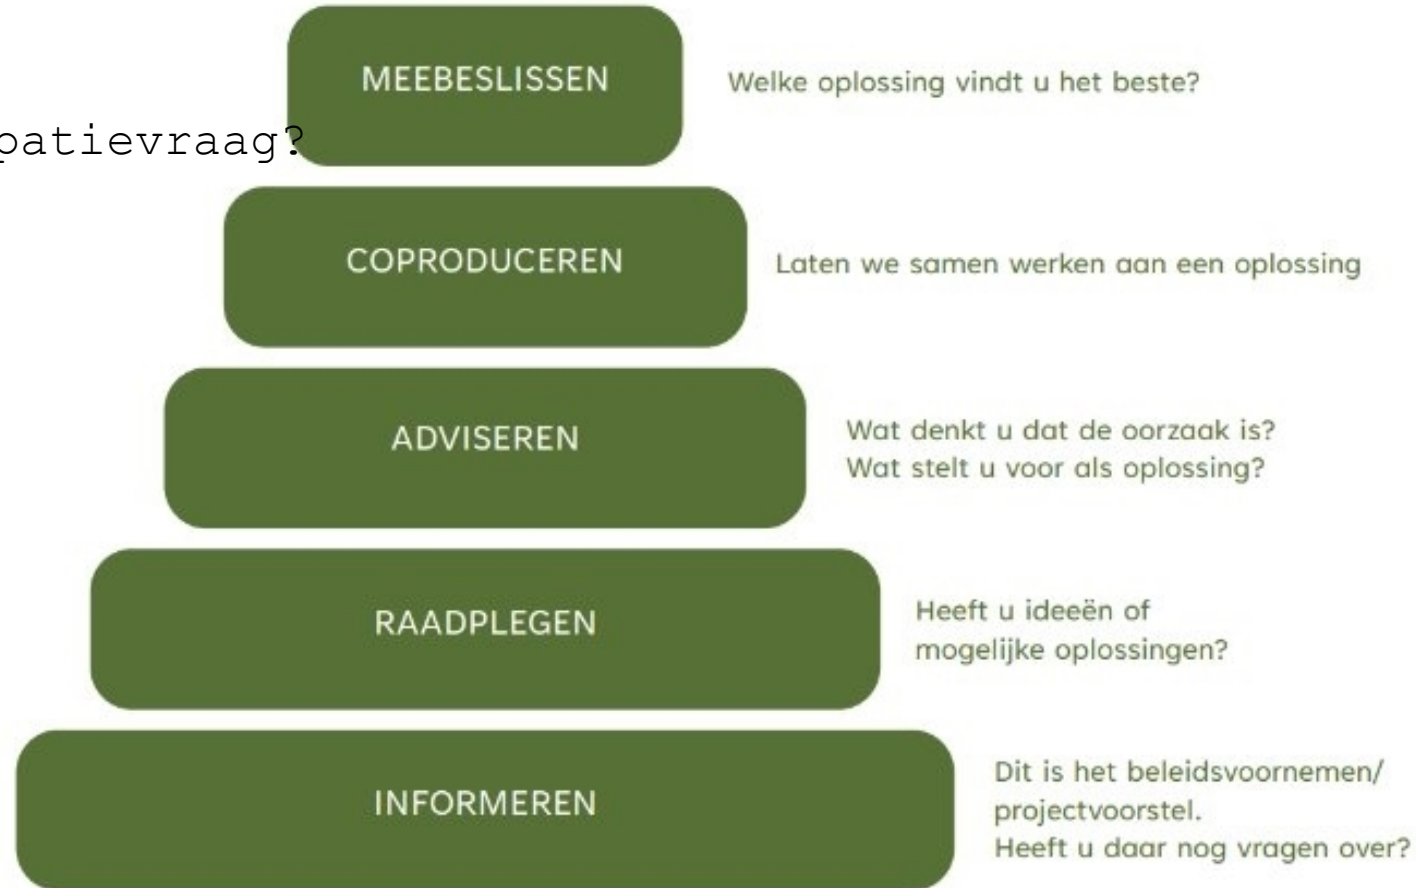 MEEBESLISSEN
Welke oplossing vindt u het beste?
patievraag?
COPRODUCEREN
Laten we samen werken aan een oplossing
ADVISEREN
Wat denkt u dat de oorzaak is?
Wat stelt u voor als oplossing?
RAADPLEGEN
Heeft u ideeën of
mogelijke oplossingen?
INFORMEREN
Dit is het beleidsvoornemen/
projectvoorstel.
Heeft u daar nog vragen over?